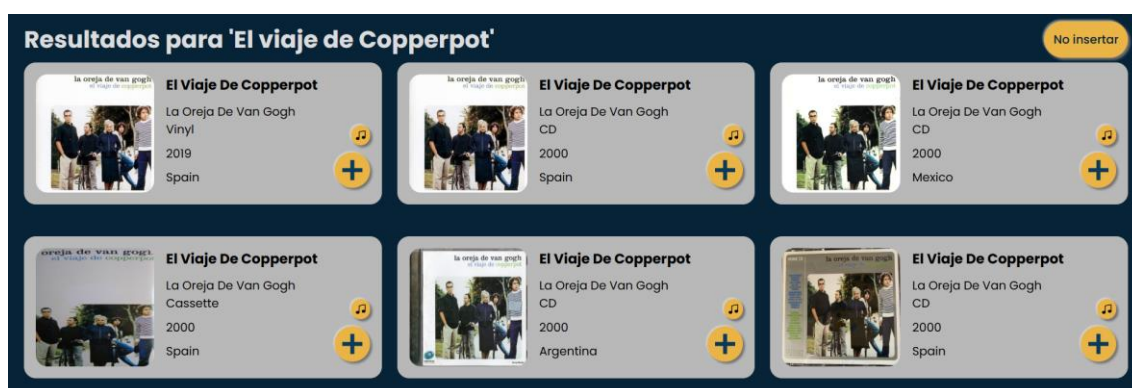 Resultados para 'El viaje de Copperpot'
No insertar
la oreja de van gogh
el viaje de copperpot
El Viaje De Copperpot
La Oreja De Van Gogh
Vinyl
2019
Spain
la oreja de van gogh
el viaje de copperpot
El Viaje De Copperpot
La Oreja De Van Gogh
CD
2000
Spain
la oreja de van gogh
el viaje de copperpot
El Viaje De Copperpot
La Oreja De Van Gogh
CD
2000
Mexico
oreja de van gogh
el viaje de copperpot
El Viaje De Copperpot
La Oreja De Van Gogh
Cassette
2000
Spain
la oreja de van gogh
el viaje de copperpot
El Viaje De Copperpot
La Oreja De Van Gogh
CD
2000
Argentina
la oreja de van gogh
El Viaje De Copperpot
La Oreja De Van Gogh
CD
2000
Spain